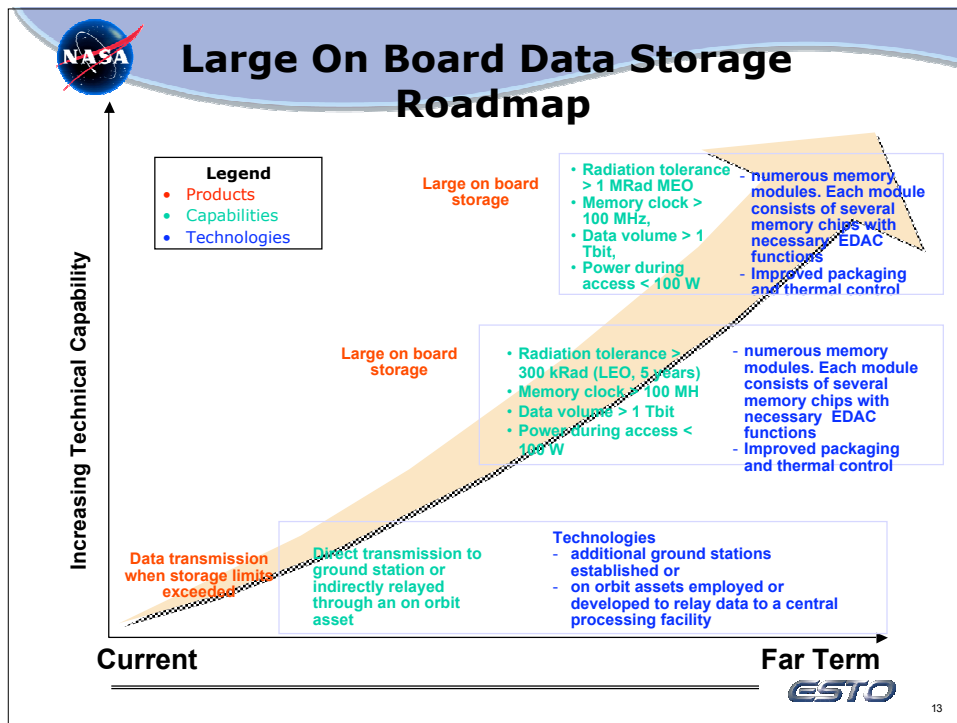 NASA
Large On Board Data Storage
Roadmap
Legend
• Products
• Capabilities
• Technologies
Increasing Technical Capability
Large on board
storage
• Radiation tolerance
> 1 MRad MEO
• Memory clock >
100 MHz,
• Data volume > 1
Tbit,
• Power during
access < 100 W
- numerous memory
modules. Each module
consists of several
memory chips with
necessary EDAC
functions
- Improved packaging
and thermal control
Large on board
storage
• Radiation tolerance >
300 kRad (LEO, 5 years)
• Memory clock > 100 MH
• Data volume > 1 Tbit
• Power during access <
100 W
- numerous memory
modules. Each module
consists of several
memory chips with
necessary EDAC
functions
- Improved packaging
and thermal control
Data transmission
when storage limits
exceeded
Direct transmission to
ground station or
indirectly relayed
through an on orbit
asset
Technologies
- additional ground stations
established or
- on orbit assets employed or
developed to relay data to a central
processing facility
Current
Far Term
ESTO
13